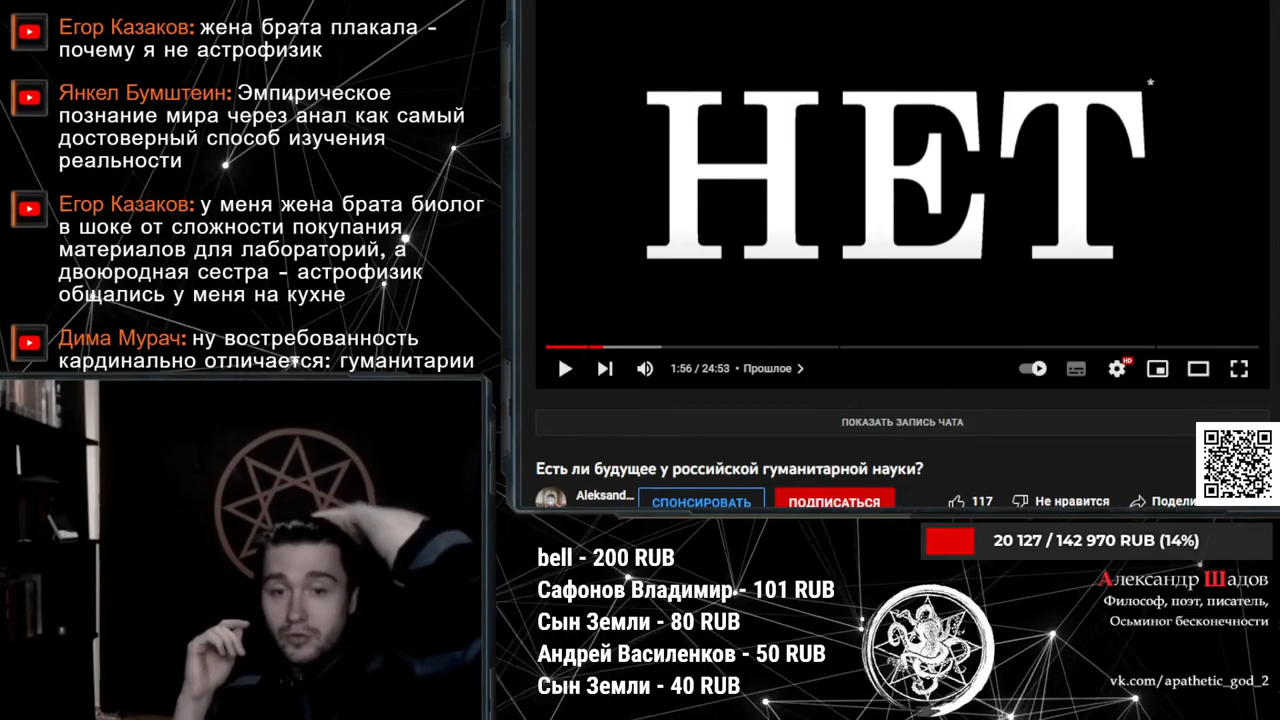 Егор Казаков: жена брата плакала -
почему я не астрофизик
Янкел Бумштеин: Эмпирическое
познание мира через анал как самый
достоверный способ изучения
реальности
Егор Казаков: у меня жена брата биолог
в шоке от сложности покупания
материалов для лабораторий, а
двоюродная сестра - астрофизик
общались у меня на кухне
Дима Мурач: ну востребованность
кардинально отличается: гуманитарии
НЕТ*
1:56 / 24:53 • Прошлое
HD
ПОКАЗАТЬ ЗАПИСЬ ЧАТА
Есть ли будущее у российской гуманитарной науки?
Aleksand...
СПОНСИРОВАТЬ
ПОДПИСАТЬСЯ
117
Не нравится
Подели
20 127 / 142 970 RUB (14%)
bell - 200 RUB
Сафонов Владимир - 101 RUB
Сын Земли - 80 RUB
Андрей Василенков - 50 RUB
Сын Земли - 40 RUB
Александр Шадов
Философ, поэт, писатель,
Осьминог бесконечности
vk.com/apathetic_god_2